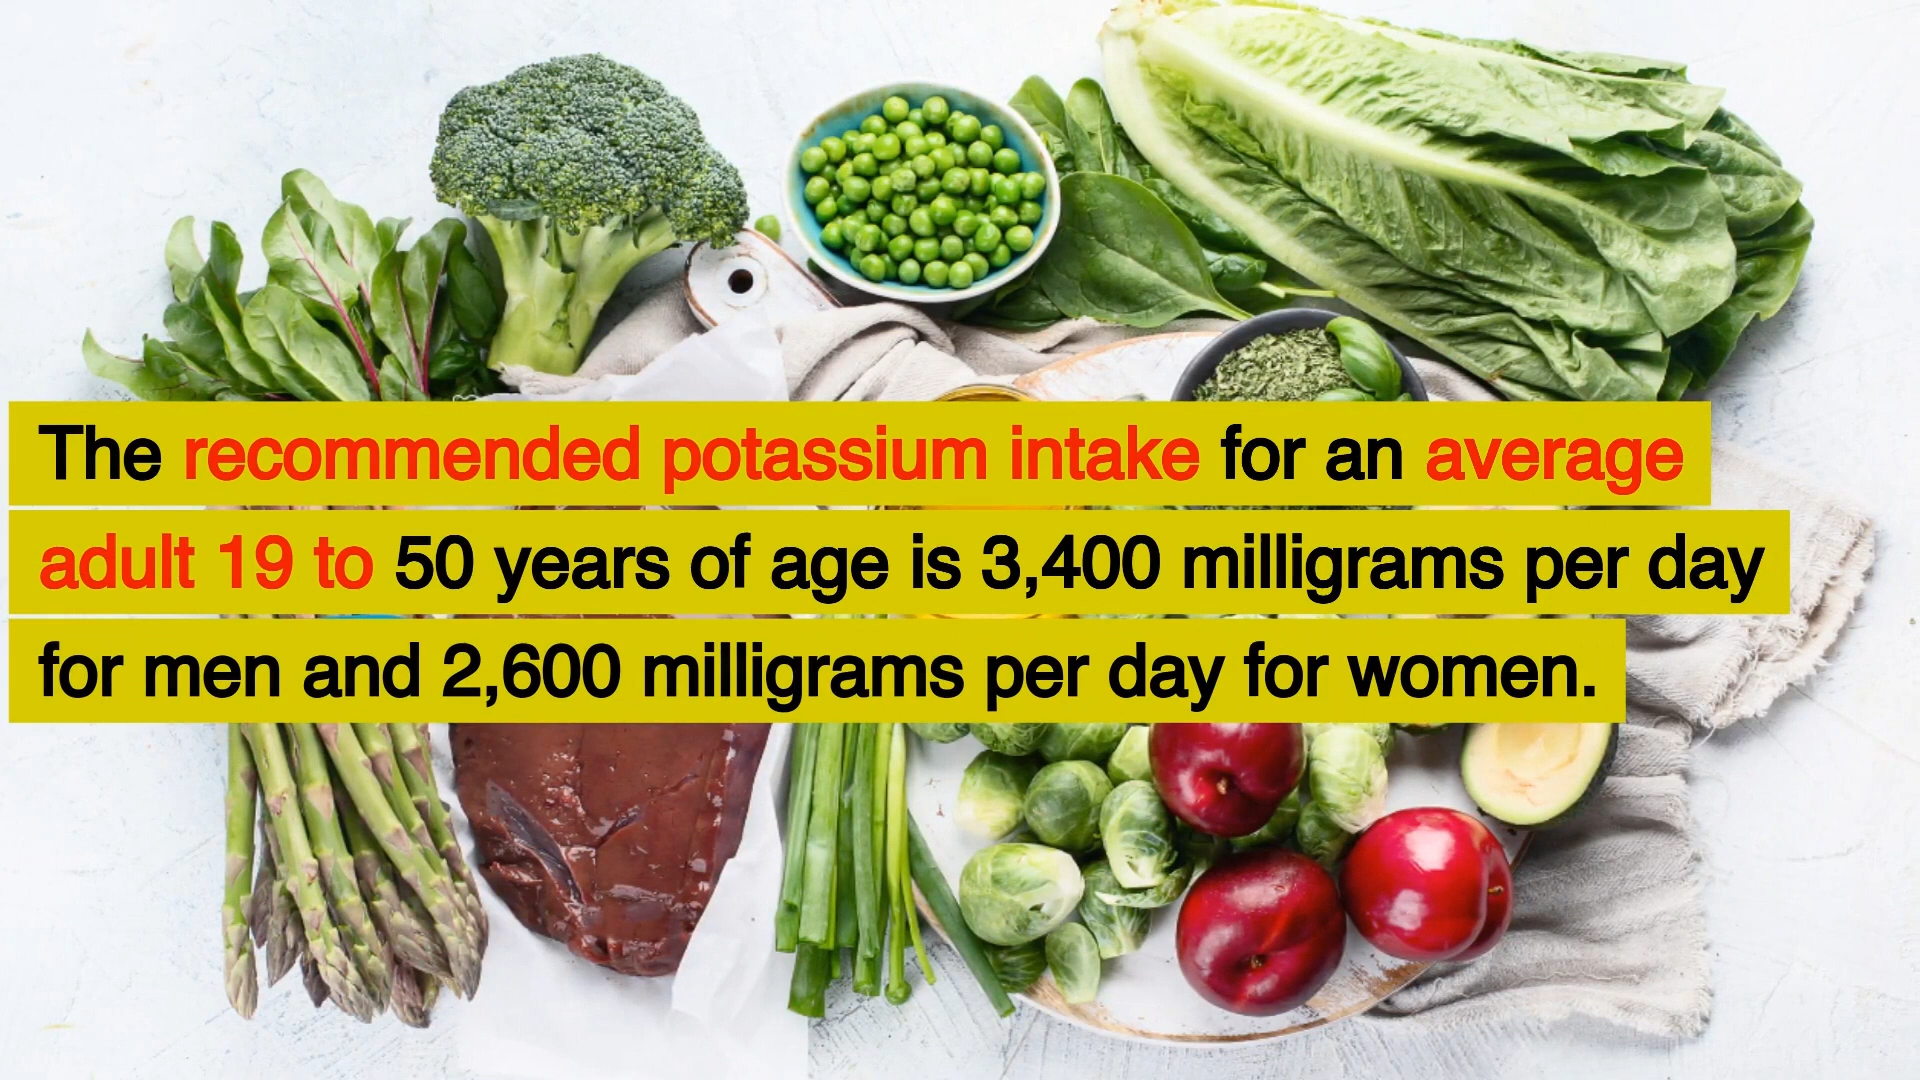 The recommended potassium intake for an average
adult 19 to 50 years of age is 3,400 milligrams per day
for men and 2,600 milligrams per day for women.